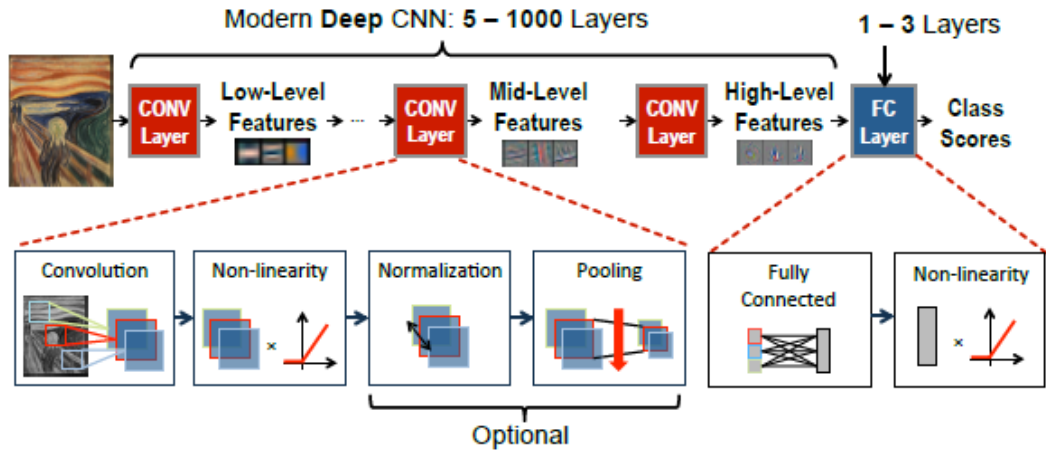 Modern Deep CNN: 5 – 1000 Layers
1 – 3 Layers
CONV
Layer
Low-Level
Features
...
CONV
Layer
Mid-Level
Features
CONV
Layer
High-Level
Features
FC
Layer
Class
Scores
Convolution
Non-linearity
×
Normalization
Pooling
Fully
Connected
Non-linearity
×
Optional